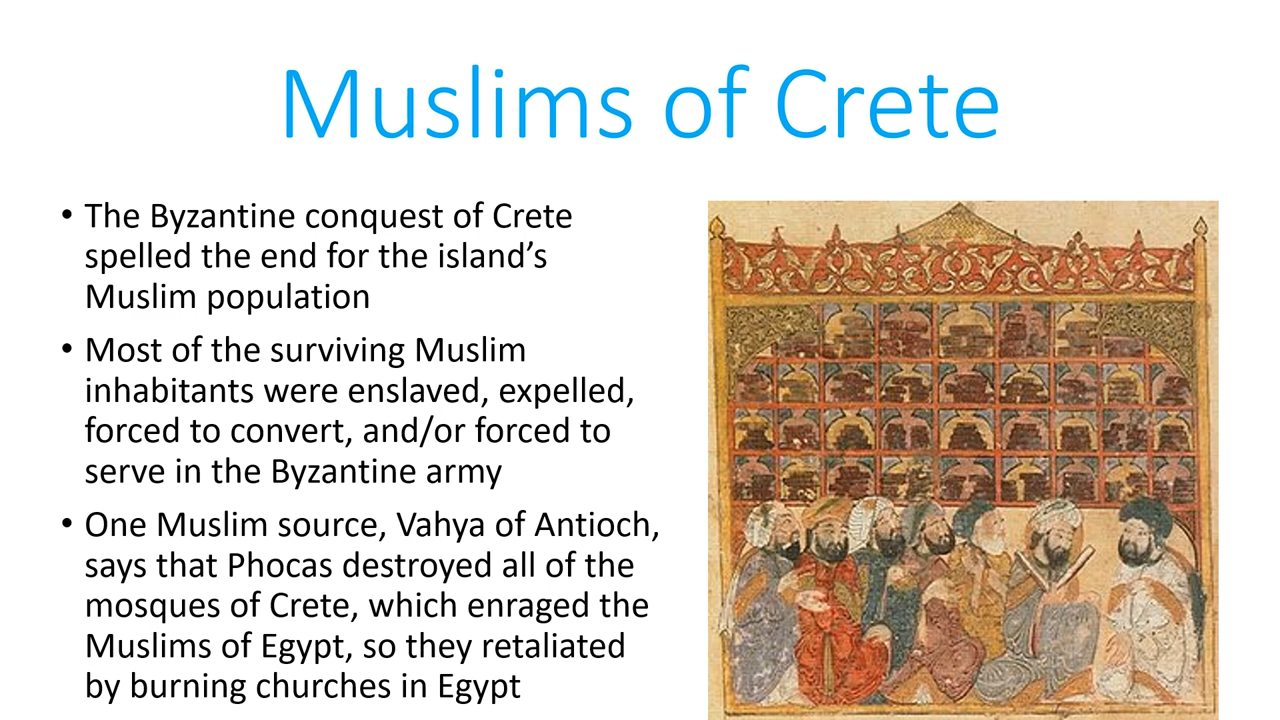 Muslims of Crete
• The Byzantine conquest of Crete
spelled the end for the island’s
Muslim population
• Most of the surviving Muslim
inhabitants were enslaved, expelled,
forced to convert, and/or forced to
serve in the Byzantine army
• One Muslim source, Vahya of Antioch,
says that Phocas destroyed all of the
mosques of Crete, which enraged the
Muslims of Egypt, so they retaliated
by burning churches in Egypt